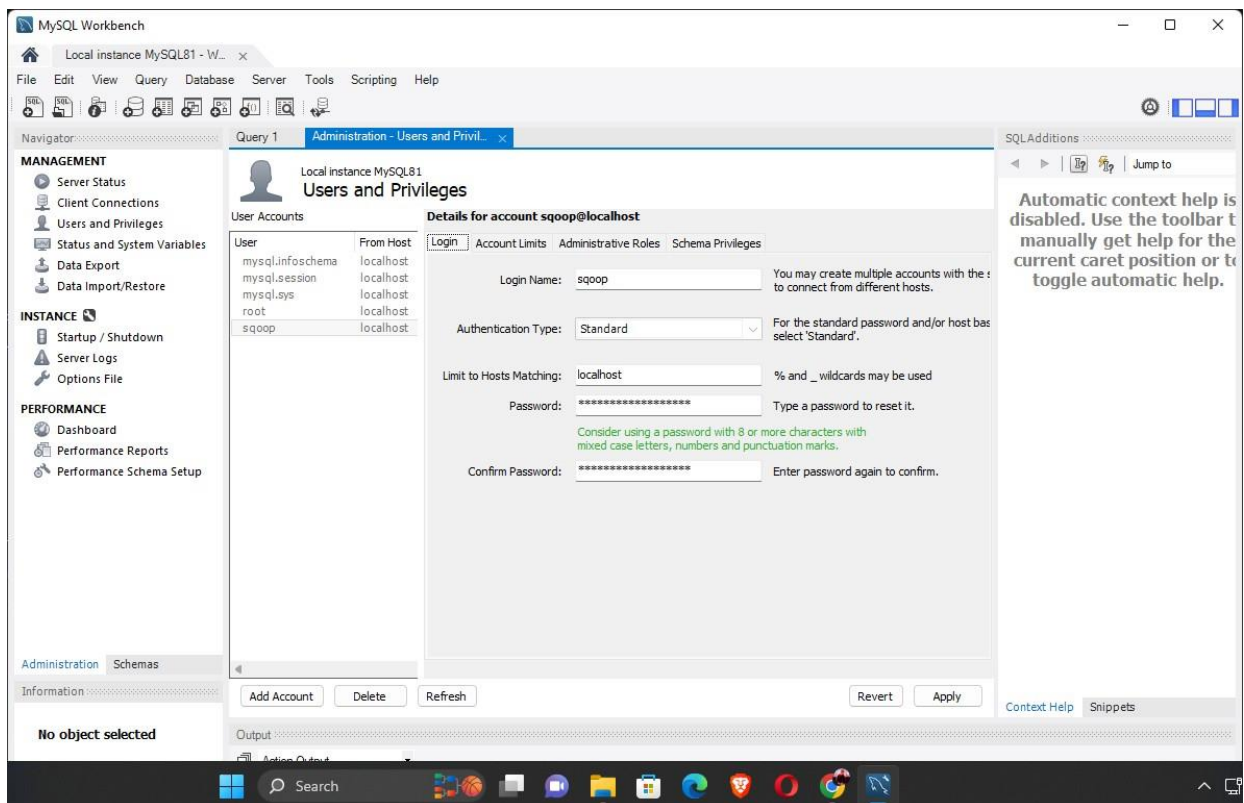 MySQL Workbench
Local instance MySQL81 - W...
File Edit View Query Database Server Tools Scripting Help
Navigator
MANAGEMENT
Server Status
Client Connections
Users and Privileges
Status and System Variables
Data Export
Data Import/Restore
INSTANCE
Startup / Shutdown
Server Logs
Options File
PERFORMANCE
Dashboard
Performance Reports
Performance Schema Setup
Administration Schemas
Information
No object selected
Query 1 Administration - Users and Privil...
Local instance MySQL81
Users and Privileges
User Accounts
User From Host
mysql.infoschema localhost
mysql.session localhost
mysql.sys localhost
root localhost
sqoop localhost
Details for account sqoop@localhost
Login Account Limits Administrative Roles Schema Privileges
Login Name: sqoop You may create multiple accounts with the s
to connect from different hosts.
Authentication Type: Standard For the standard password and/or host bas
select 'Standard'.
Limit to Hosts Matching: localhost % and _ wildcards may be used
Password: ****************** Type a password to reset it.
Consider using a password with 8 or more characters with
mixed case letters, numbers and punctuation marks.
Confirm Password: ****************** Enter password again to confirm.
Add Account Delete Refresh Revert Apply
Output
Action Output
SQLAdditions
Jump to
Automatic context help is
disabled. Use the toolbar t
manually get help for the
current caret position or to
toggle automatic help.
Context Help Snippets
Search